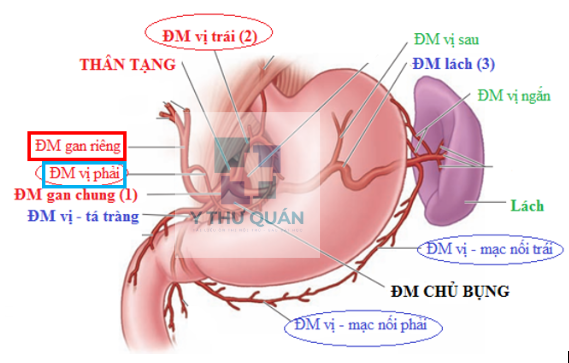 ĐM vị trái (2)
ĐM vị sau
THÂN TẠNG
ĐM lách (3)
ĐM vị ngắn
ĐM gan riêng
ĐM vị phải
ĐM gan chung (1)
ĐM vị - tá tràng
Y THƯ QUÁN
Lách
ĐM vị - mạc nối trái
ĐM CHỦ BỤNG
ĐM vị - mạc nối phải